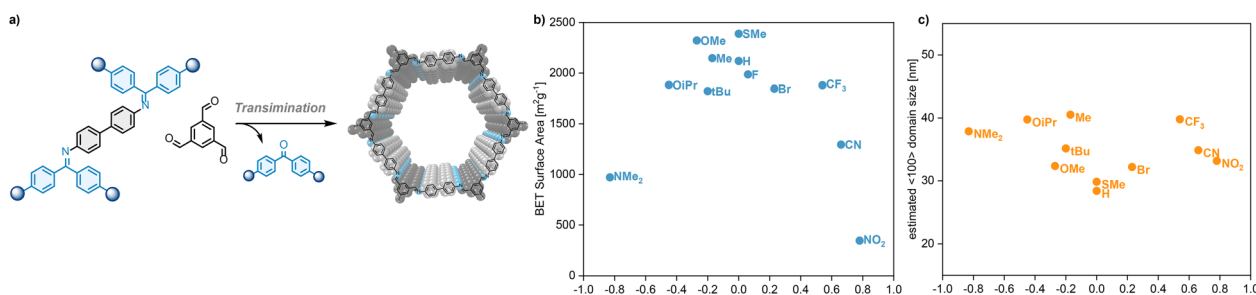 a)
N
N
O
O
O
Transimination
O
b)
BET Surface Area [m²g⁻¹]
2500
2000
1500
1000
500
0
-1.0 -0.8 -0.6 -0.4 -0.2 0.0 0.2 0.4 0.6 0.8 1.0
NMe₂
OiPr
OMe
Me
tBu
SMe
H
F
Br
CF₃
CN
NO₂
c)
estimated <100> domain size [nm]
50
40
30
20
-1.0 -0.8 -0.6 -0.4 -0.2 0.0 0.2 0.4 0.6 0.8 1.0
NMe₂
OiPr
Me
tBu
OMe
SMe
H
Br
CF₃
CN
NO₂